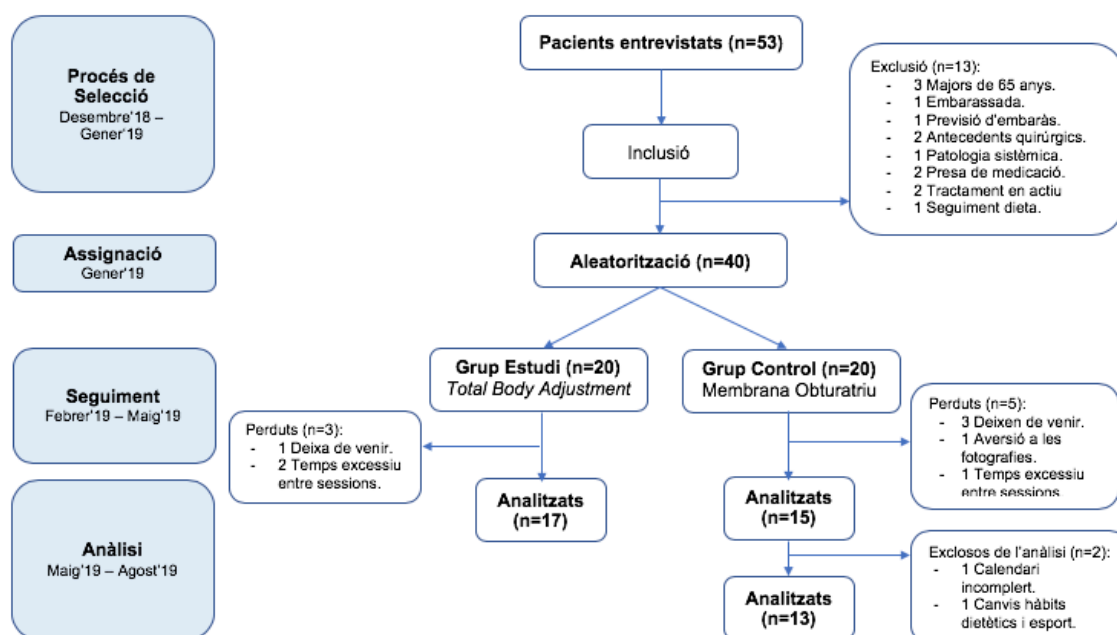 Procés de
Selecció
Desembre'18 –
Gener'19
Pacients entrevistats (n=53)
Inclusió
Exclusió (n=13):
- 3 Majors de 65 anys.
- 1 Embarassada.
- 1 Previsió d'embaràs.
- 2 Antecedents quirúrgics.
- 1 Patologia sistèmica.
- 2 Presa de medicació.
- 2 Tractament en actiu
- 1 Seguiment dieta.
Assignació
Gener'19
Aleatorització (n=40)
Seguiment
Febrer'19 – Maig'19
Grup Estudi (n=20)
Total Body Adjustment
Grup Control (n=20)
Membrana Obturatriu
Perduts (n=3):
- 1 Deixa de venir.
- 2 Temps excessiu
entre sessions.
Perduts (n=5):
- 3 Deixen de venir.
- 1 Aversió a les
fotografies.
- 1 Temps excessiu
entre sessions
Anàlisi
Maig'19 – Agost'19
Analitzats
(n=17)
Analitzats
(n=15)
Exclosos de l'anàlisi (n=2):
- 1 Calendari
incomplert.
- 1 Canvis hàbits
dietètics i esport.
Analitzats
(n=13)